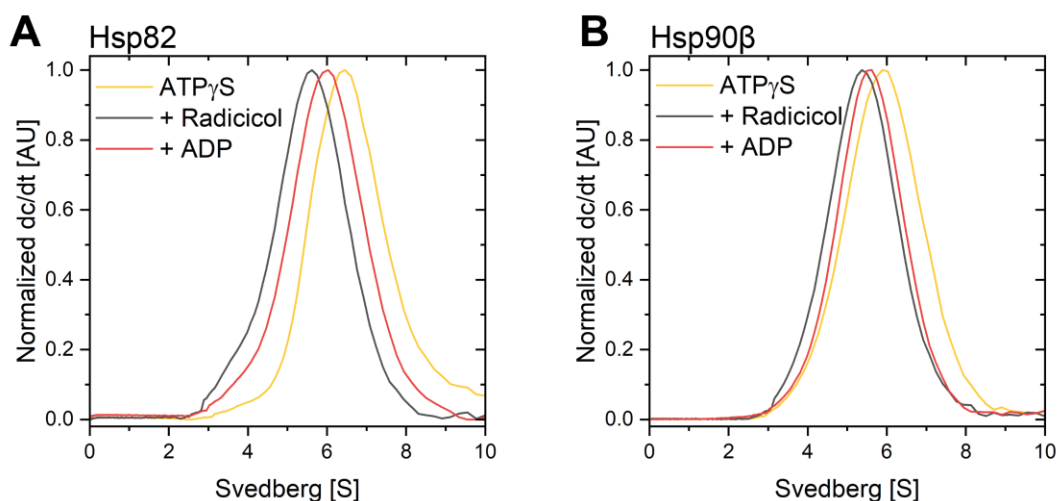 A
Hsp82
Normalized dc/dt [AU]
1.0
0.8
0.6
0.4
0.2
0.0
ATPγS
+ Radicicol
+ ADP
0 2 4 6 8 10
Svedberg [S]
B
Hsp90β
Normalized dc/dt [AU]
1.0
0.8
0.6
0.4
0.2
0.0
ATPγS
+ Radicicol
+ ADP
0 2 4 6 8 10
Svedberg [S]